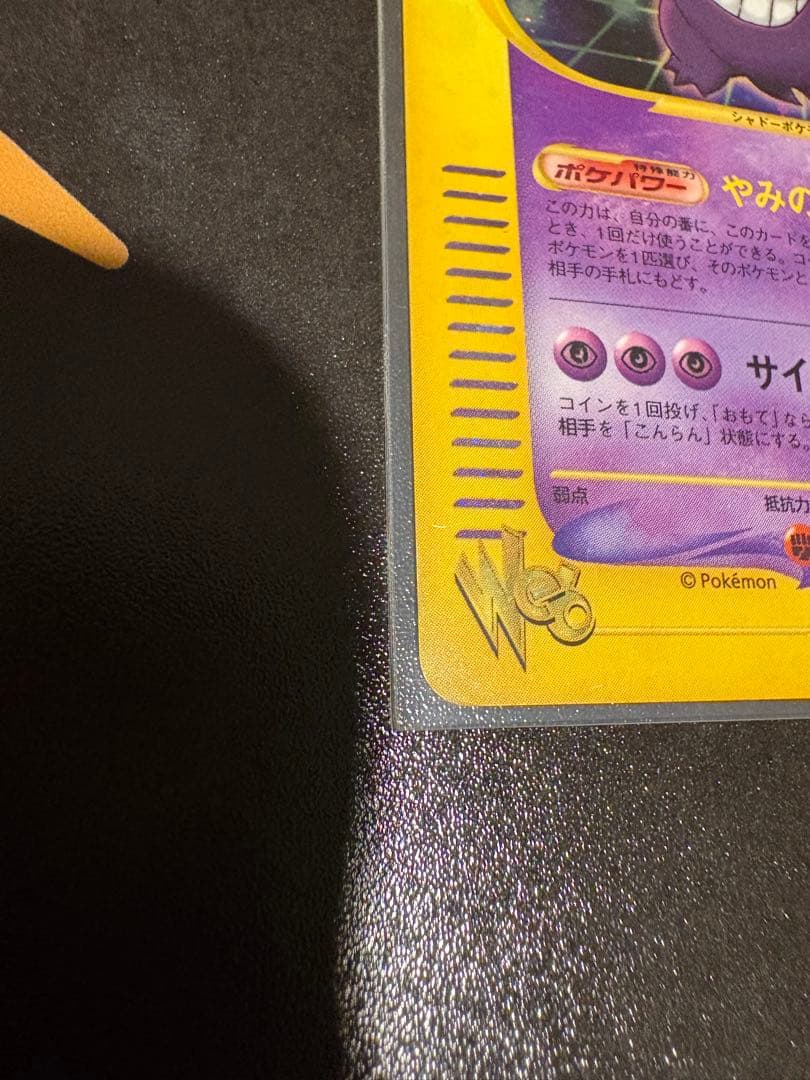 シャドーポケ
特殊能力
ポケパワー
やみの
この力は、自分の番に、このカードを
とき、1回だけ使うことができる。コ
ポケモンを1匹選び、そのポケモンと
相手の手札にもどす。
サイ
コインを1回投げ、「おもて」なら
相手を「こんらん」状態にする。
弱点
抵抗力
© Pokémon
Web